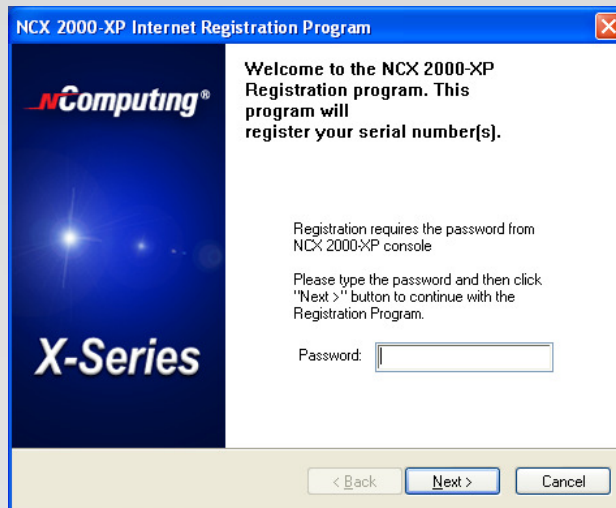 NCX 2000-XP Internet Registration Program
NComputing®
X-Series
Welcome to the NCX 2000-XP
Registration program. This
program will
register your serial number(s).
Registration requires the password from
NCX 2000-XP console
Please type the password and then click
"Next >" button to continue with the
Registration Program.
Password:
< Back
Next >
Cancel